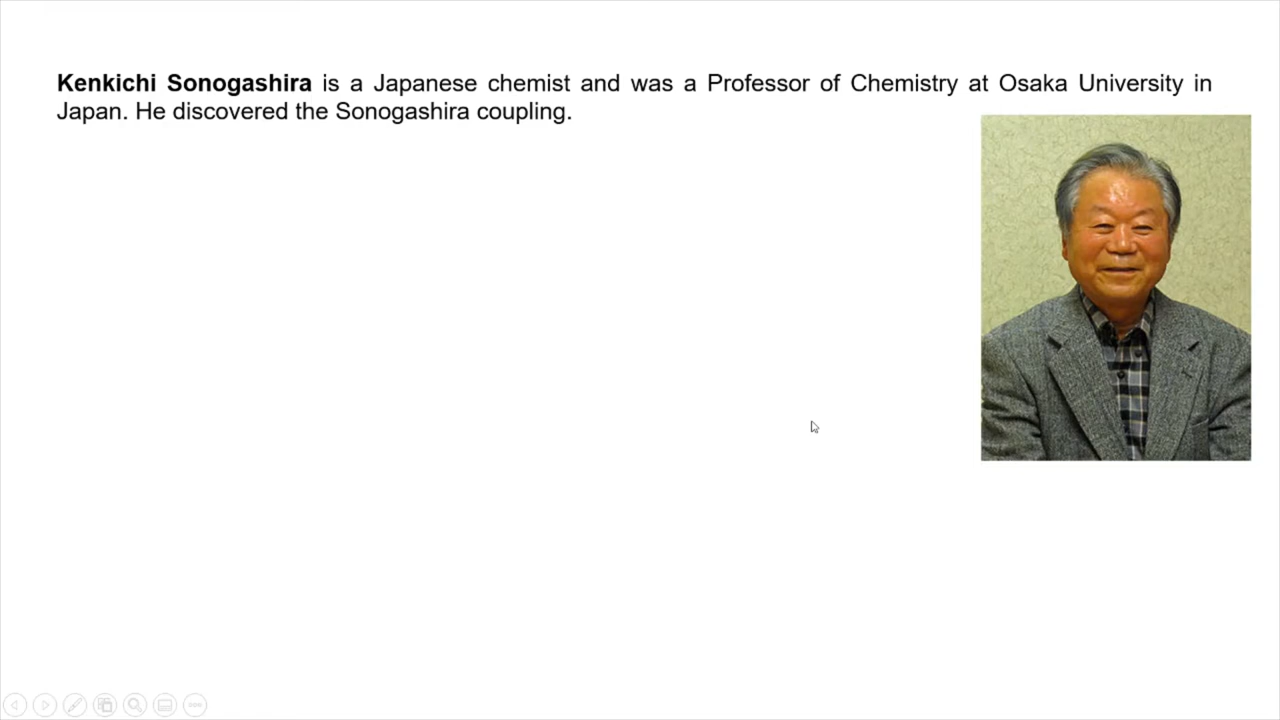 Kenkichi Sonogashira is a Japanese chemist and was a Professor of Chemistry at Osaka University in
Japan. He discovered the Sonogashira coupling.